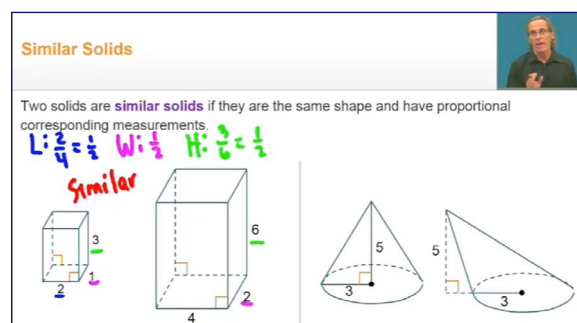 Similar Solids
Two solids are similar solids if they are the same shape and have proportional
corresponding measurements.
L: 2/4 = 1/2 W: 1/2 H: 3/6 = 1/2
Similar
3
2
1
6
4
2
5
3
5
3